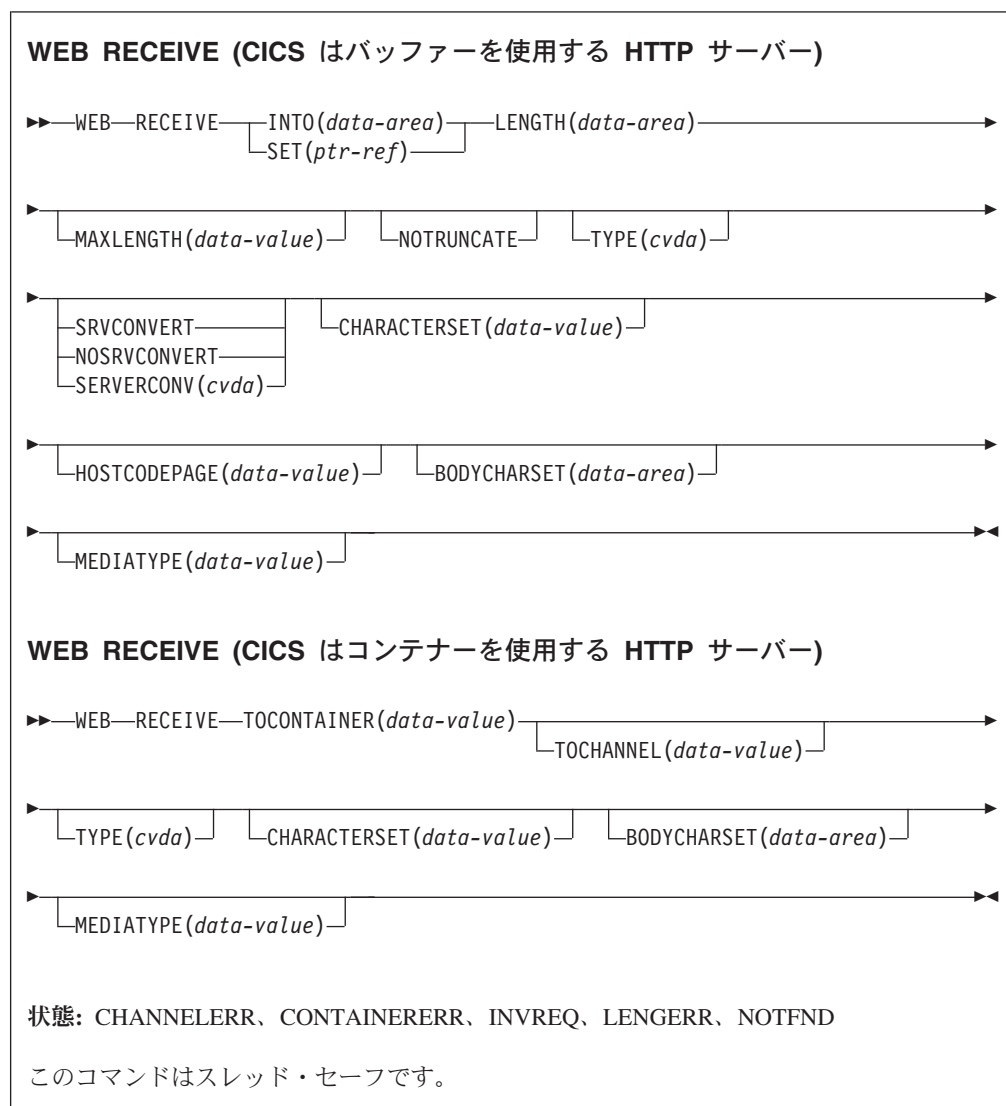 WEB RECEIVE (CICS はバッファーを使用する HTTP サーバー)
WEB RECEIVE INTO(data-area) LENGTH(data-area)
SET(ptr-ref)
MAXLENGTH(data-value) NOTRUNCATE TYPE(cvda)
SRVCONVERT CHARACTERSET(data-value)
NOSRVCONVERT
SERVERCONV(cvda)
HOSTCODEPAGE(data-value) BODYCHARSET(data-area)
MEDIATYPE(data-value)
WEB RECEIVE (CICS はコンテナーを使用する HTTP サーバー)
WEB RECEIVE TOCONTAINER(data-value)
TOCHANNEL(data-value)
TYPE(cvda) CHARACTERSET(data-value) BODYCHARSET(data-area)
MEDIATYPE(data-value)
状態: CHANNELERR、CONTAINERERR、INVREQ、LENGERR、NOTFND
このコマンドはスレッド・セーフです。